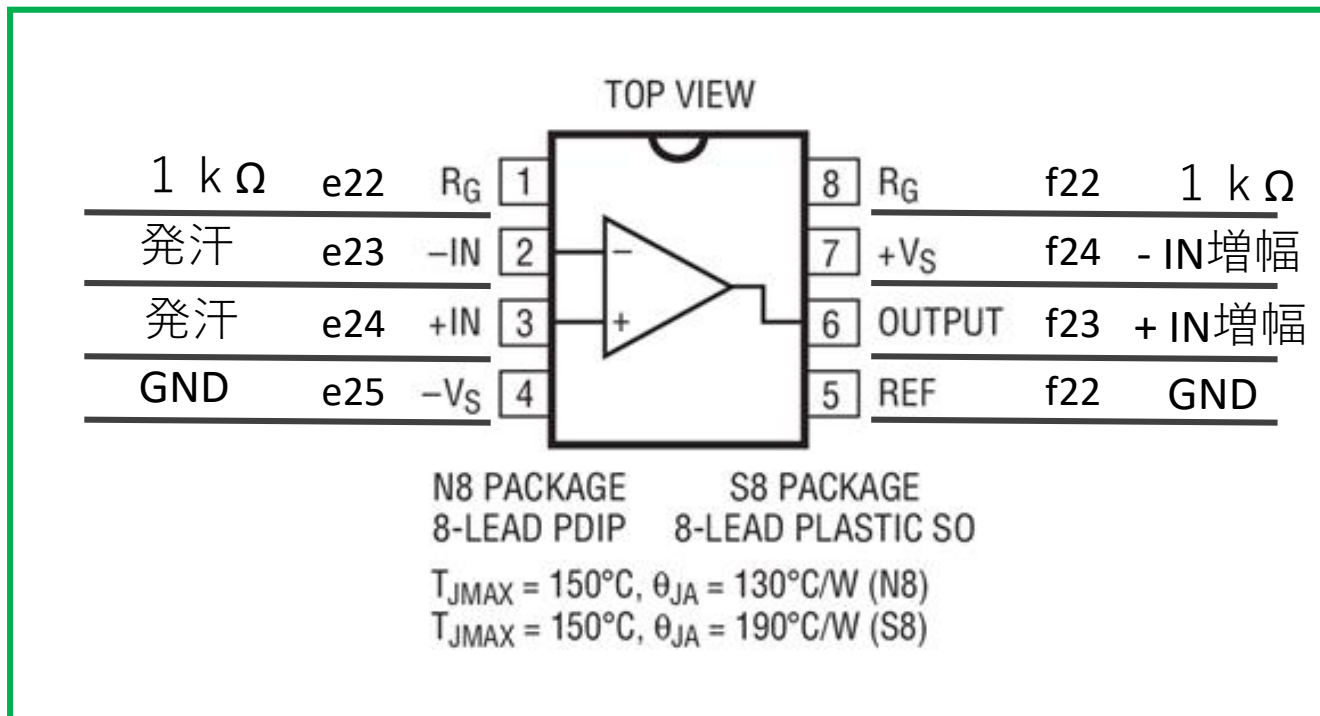 TOP VIEW
１ｋΩ e22 RG 1 8 RG f22 １ｋΩ
発汗 e23 –IN 2 − 7 +VS f24 - IN増幅
発汗 e24 +IN 3 + 6 OUTPUT f23 + IN増幅
GND e25 –VS 4 5 REF f22 GND
N8 PACKAGE S8 PACKAGE
8-LEAD PDIP 8-LEAD PLASTIC SO
TJMAX = 150°C, θJA = 130°C/W (N8)
TJMAX = 150°C, θJA = 190°C/W (S8)